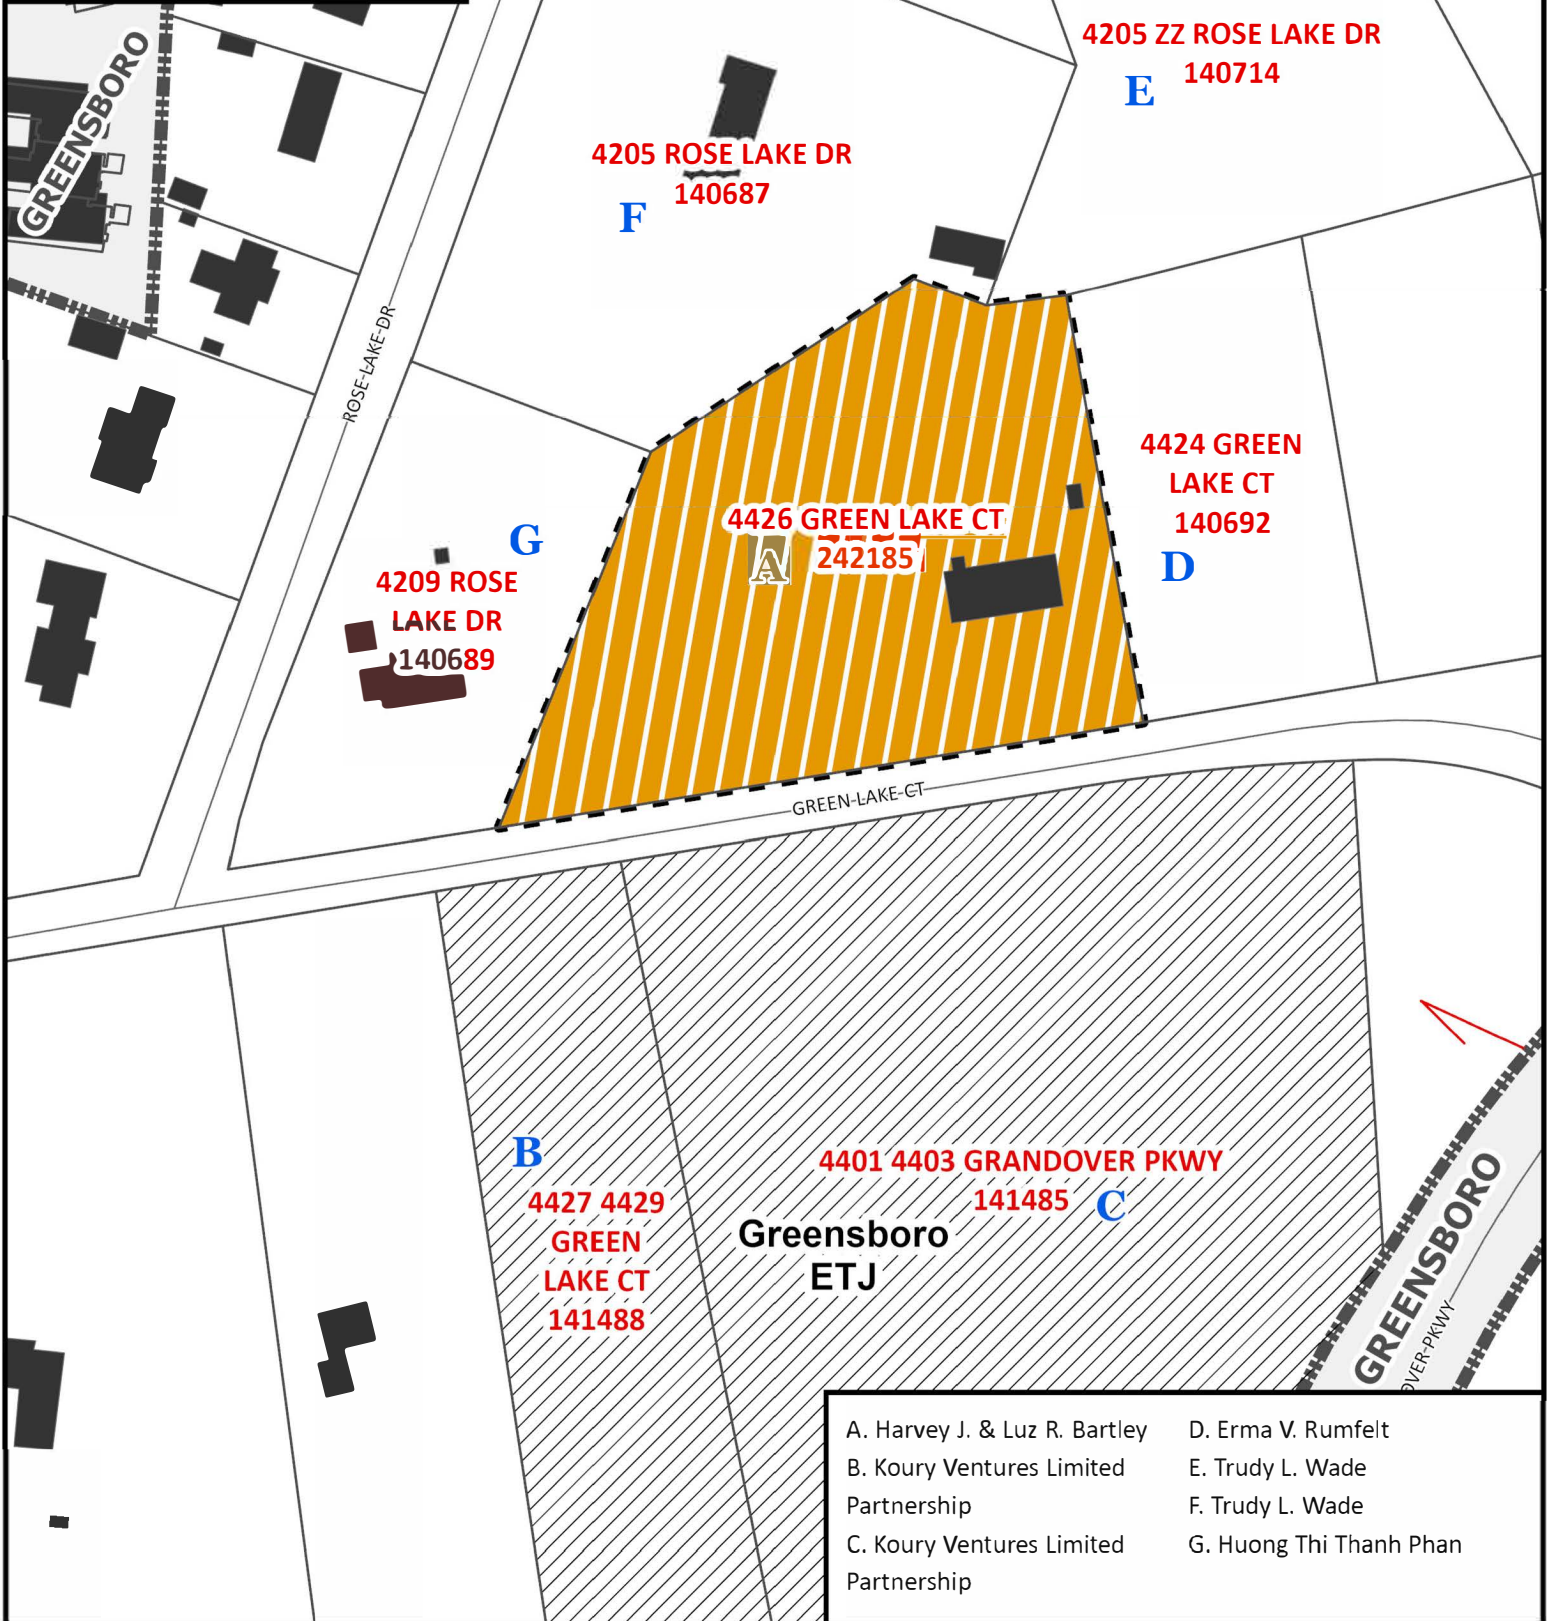 GREENSBORO
4205 ZZ ROSE LAKE DR
140714
E
4205 ROSE LAKE DR
140687
F
ROSE-LAKE-DR
4424 GREEN
LAKE CT
140692
D
4426 GREEN LAKE CT
242185
A
G
4209 ROSE
LAKE DR
140689
GREEN-LAKE-CT
B
4427 4429
GREEN
LAKE CT
141488
4401 4403 GRANDOVER PKWY
141485
C
Greensboro
ETJ
GREENSBORO
OVER-PKWY
A. Harvey J. & Luz R. Bartley
B. Koury Ventures Limited
Partnership
C. Koury Ventures Limited
Partnership
D. Erma V. Rumfelt
E. Trudy L. Wade
F. Trudy L. Wade
G. Huong Thi Thanh Phan